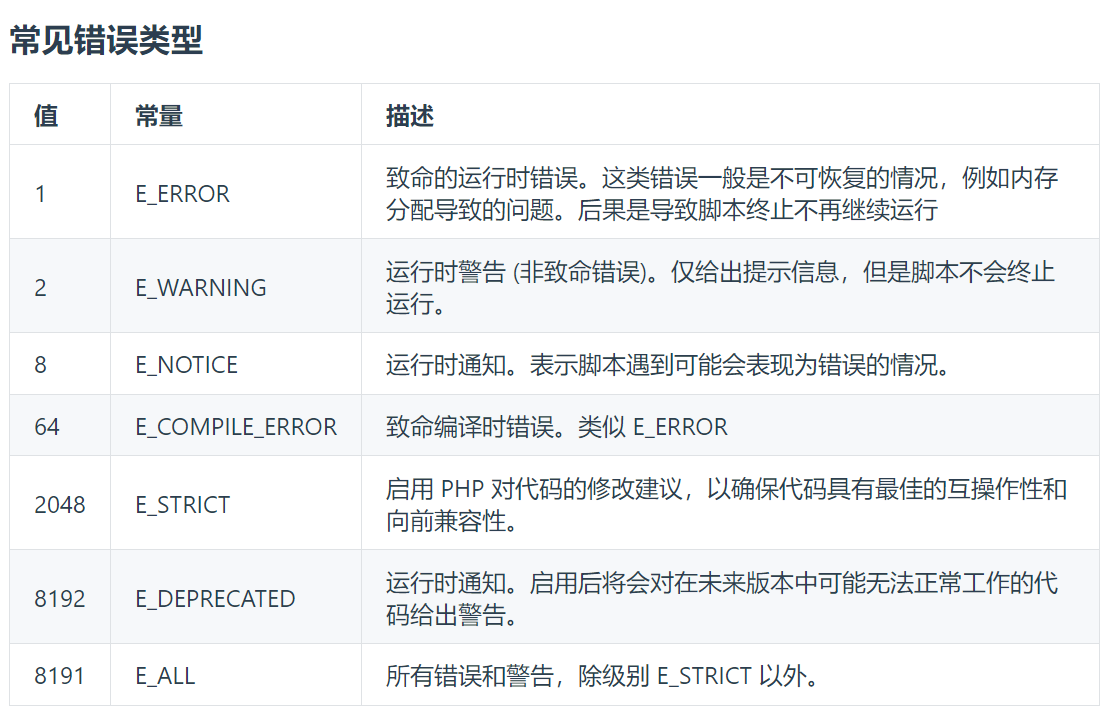 常见错误类型
值 常量 描述
1 E_ERROR 致命的运行时错误。这类错误一般是不可恢复的情况，例如内存
分配导致的问题。后果是导致脚本终止不再继续运行
2 E_WARNING 运行时警告 (非致命错误)。仅给出提示信息，但是脚本不会终止
运行。
8 E_NOTICE 运行时通知。表示脚本遇到可能会表现为错误的情况。
64 E_COMPILE_ERROR 致命编译时错误。类似 E_ERROR
2048 E_STRICT 启用 PHP 对代码的修改建议，以确保代码具有最佳的互操作性和
向前兼容性。
8192 E_DEPRECATED 运行时通知。启用后将会对在未来版本中可能无法正常工作的代
码给出警告。
8191 E_ALL 所有错误和警告，除级别 E_STRICT 以外。